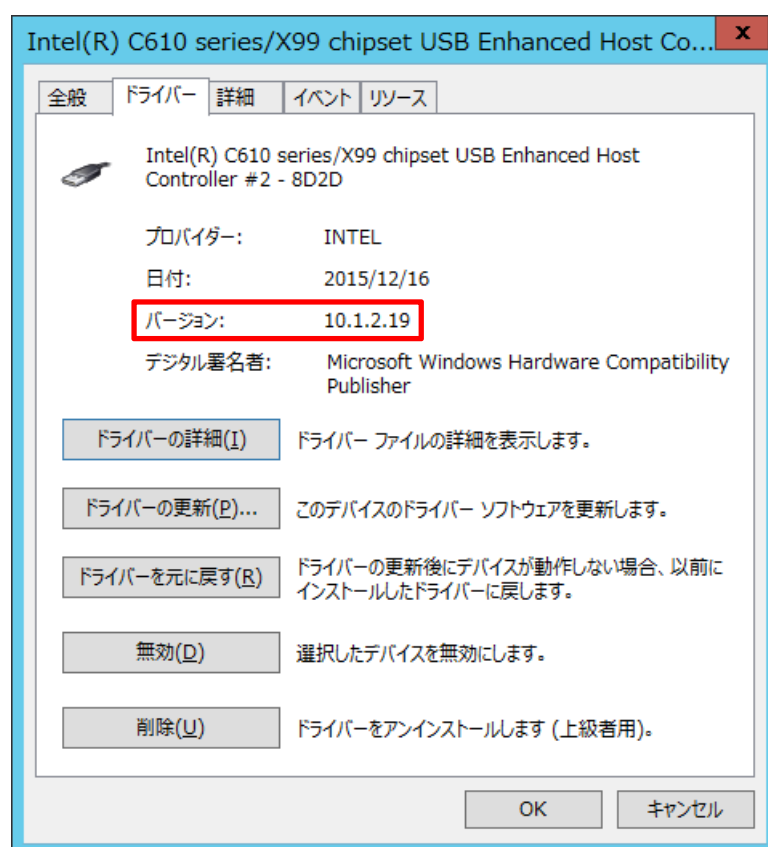 Intel(R) C610 series/X99 chipset USB Enhanced Host Co...
x
全般 ドライバー 詳細 イベント リソース
Intel(R) C610 series/X99 chipset USB Enhanced Host
Controller #2 - 8D2D
プロバイダー: INTEL
日付: 2015/12/16
バージョン: 10.1.2.19
デジタル署名者: Microsoft Windows Hardware Compatibility
Publisher
ドライバーの詳細(I) ドライバー ファイルの詳細を表示します。
ドライバーの更新(P)... このデバイスのドライバー ソフトウェアを更新します。
ドライバーを元に戻す(R) ドライバーの更新後にデバイスが動作しない場合、以前に
インストールしたドライバーに戻します。
無効(D) 選択したデバイスを無効にします。
削除(U) ドライバーをアンインストールします (上級者用)。
OK キャンセル